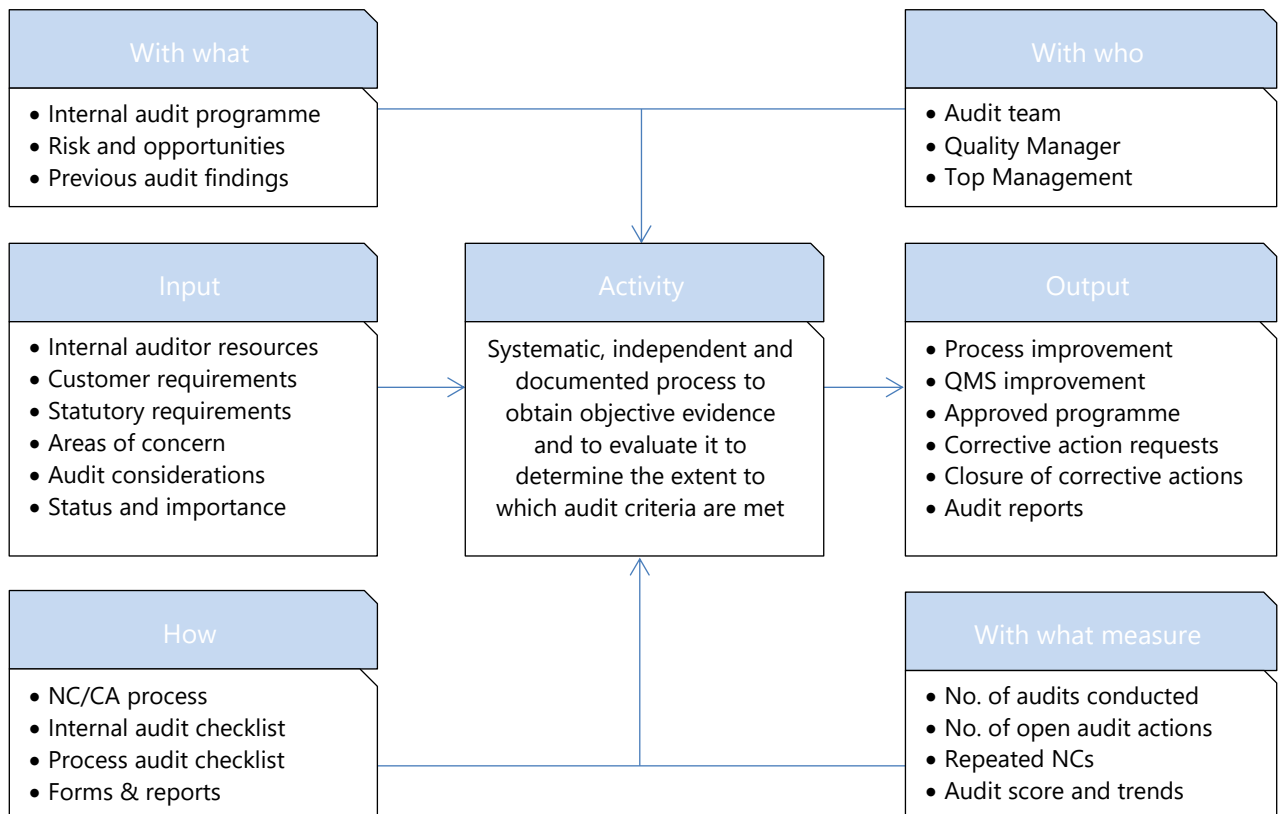 With what
• Internal audit programme
• Risk and opportunities
• Previous audit findings
With who
• Audit team
• Quality Manager
• Top Management
Input
• Internal auditor resources
• Customer requirements
• Statutory requirements
• Areas of concern
• Audit considerations
• Status and importance
Activity
Systematic, independent and
documented process to
obtain objective evidence
and to evaluate it to
determine the extent to
which audit criteria are met
Output
• Process improvement
• QMS improvement
• Approved programme
• Corrective action requests
• Closure of corrective actions
• Audit reports
How
• NC/CA process
• Internal audit checklist
• Process audit checklist
• Forms & reports
With what measure
• No. of audits conducted
• No. of open audit actions
• Repeated NCs
• Audit score and trends